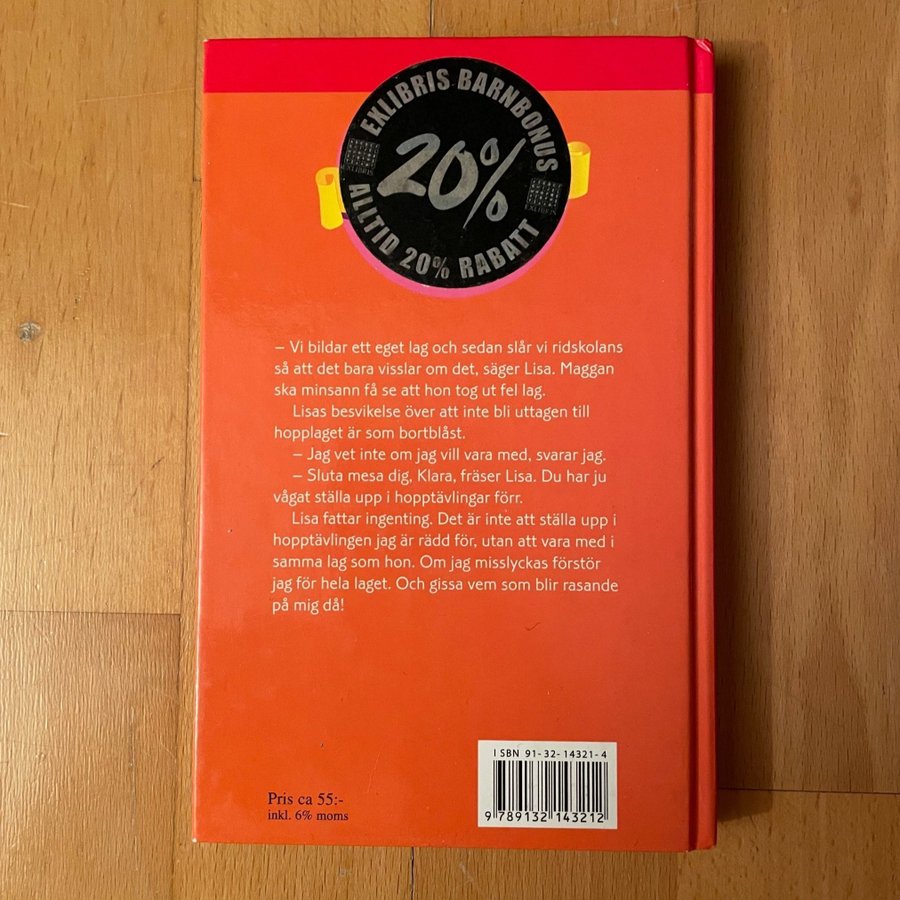 EXLIBRIS BARNBONUS
EXLIBRIS
20%
EXLIBRIS
ALLTID 20% RABATT
– Vi bildar ett eget lag och sedan slår vi ridskolans
så att det bara visslar om det, säger Lisa. Maggan
ska minsann få se att hon tog ut fel lag.
Lisas besvikelse över att inte bli uttagen till
hopplaget är som bortblåst.
– Jag vet inte om jag vill vara med, svarar jag.
– Sluta mesa dig, Klara, fräser Lisa. Du har ju
vågat ställa upp i hopptävlingar förr.
Lisa fattar ingenting. Det är inte att ställa upp i
hopptävlingen jag är rädd för, utan att vara med i
samma lag som hon. Om jag misslyckas förstör
jag för hela laget. Och gissa vem som blir rasande
på mig då!
ISBN 91-32-14321-4
9 789132 143212
Pris ca 55:-
inkl. 6% moms